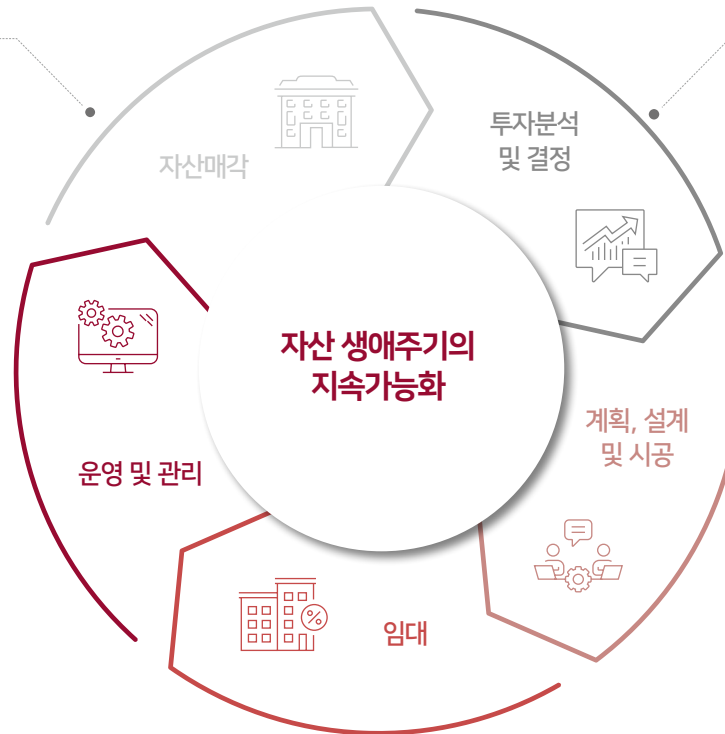 자산매각
투자분석
및 결정
자산 생애주기의
지속가능화
계획, 설계
및 시공
운영 및 관리
임대
%